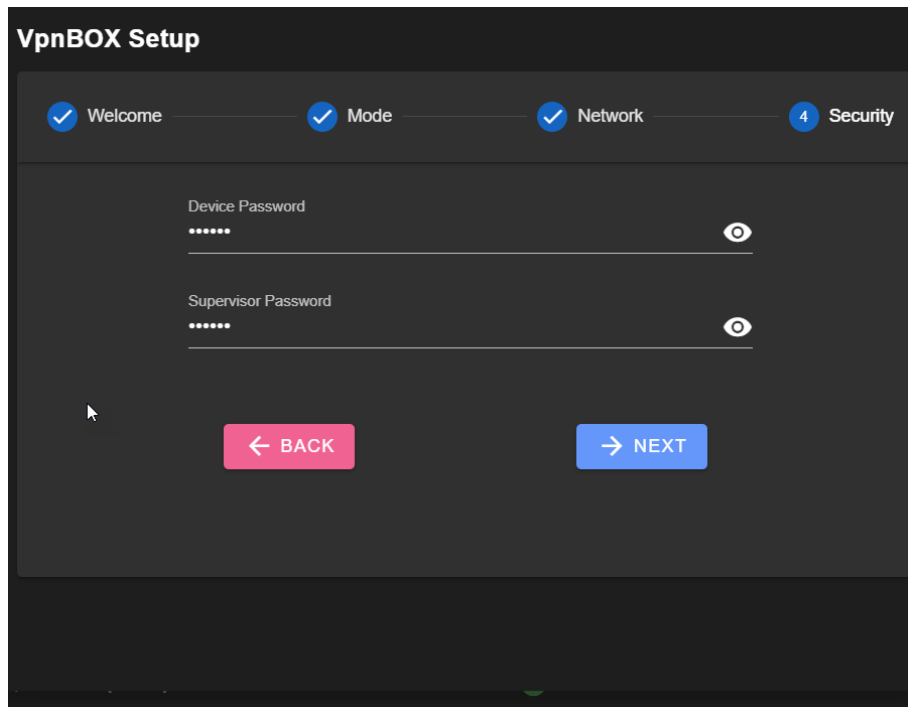 VpnBOX Setup
Welcome
Mode
Network
4 Security
Device Password
••••••
Supervisor Password
••••••
BACK
NEXT